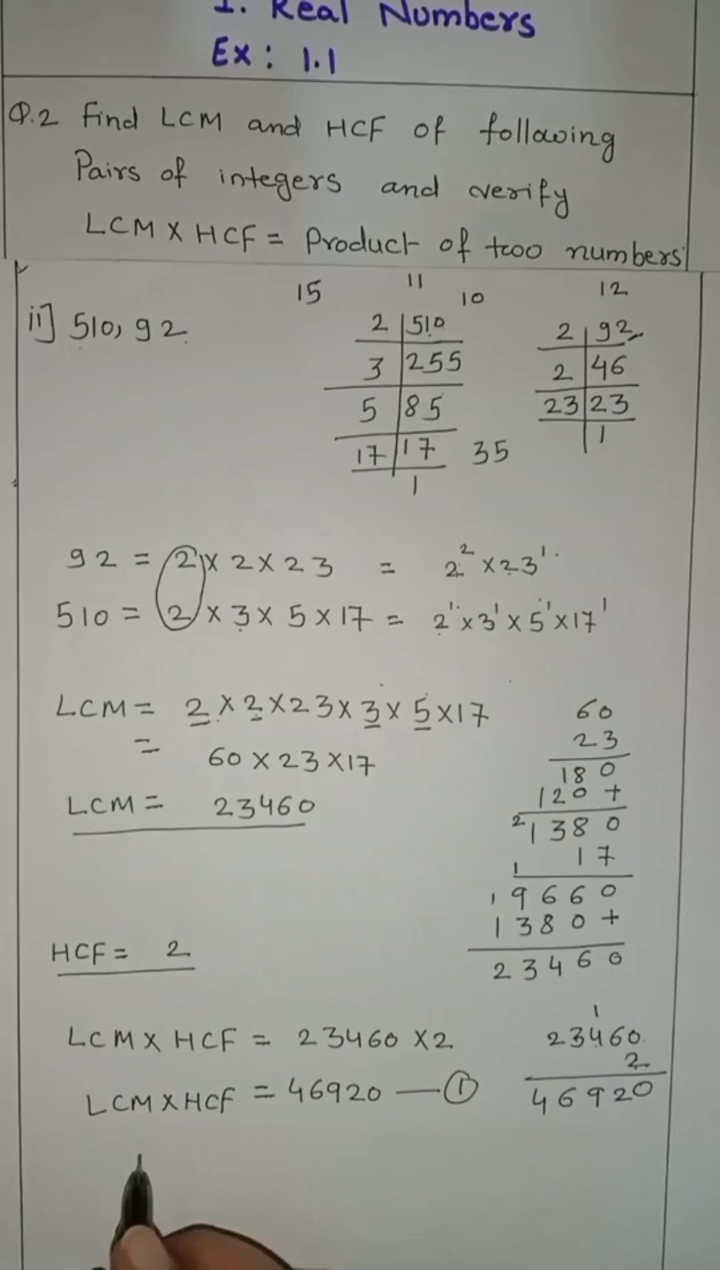 1. Real Numbers
Ex: 1.1
Q.2 Find LCM and HCF of following
Pairs of integers and verify
LCM X HCF = Product of two numbers
ii] 510, 92
15
11
10
2 | 510
3 | 255
5 | 85
17 | 17 35
1
12
2 | 92
2 | 46
23 | 23
1
92 = 2 x 2 x 23 = 2² x 23¹
510 = 2 x 3 x 5 x 17 = 2¹ x 3¹ x 5¹ x 17¹
LCM = 2 x 2 x 23 x 3 x 5 x 17
= 60 x 23 x 17
LCM = 23460
60
23
180
120 +
2 1380
1 17
1 9660
1380 +
23460
HCF = 2
LCM X HCF = 23460 X 2
LCM X HCF = 46920 — ①
1
23460
2
46920